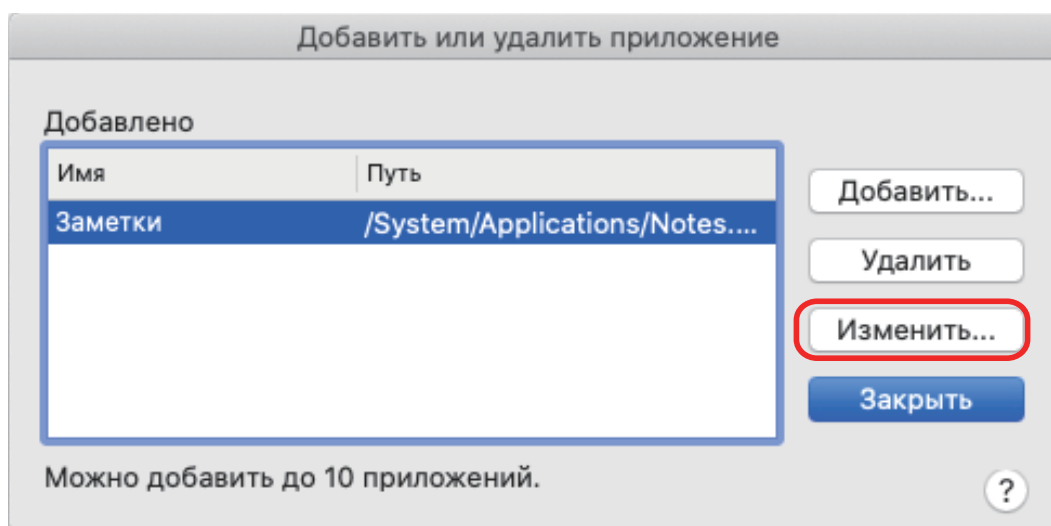 Добавить или удалить приложение
Добавлено
Имя Путь
Заметки /System/Applications/Notes....
Добавить...
Удалить
Изменить...
Закрыть
Можно добавить до 10 приложений.
?